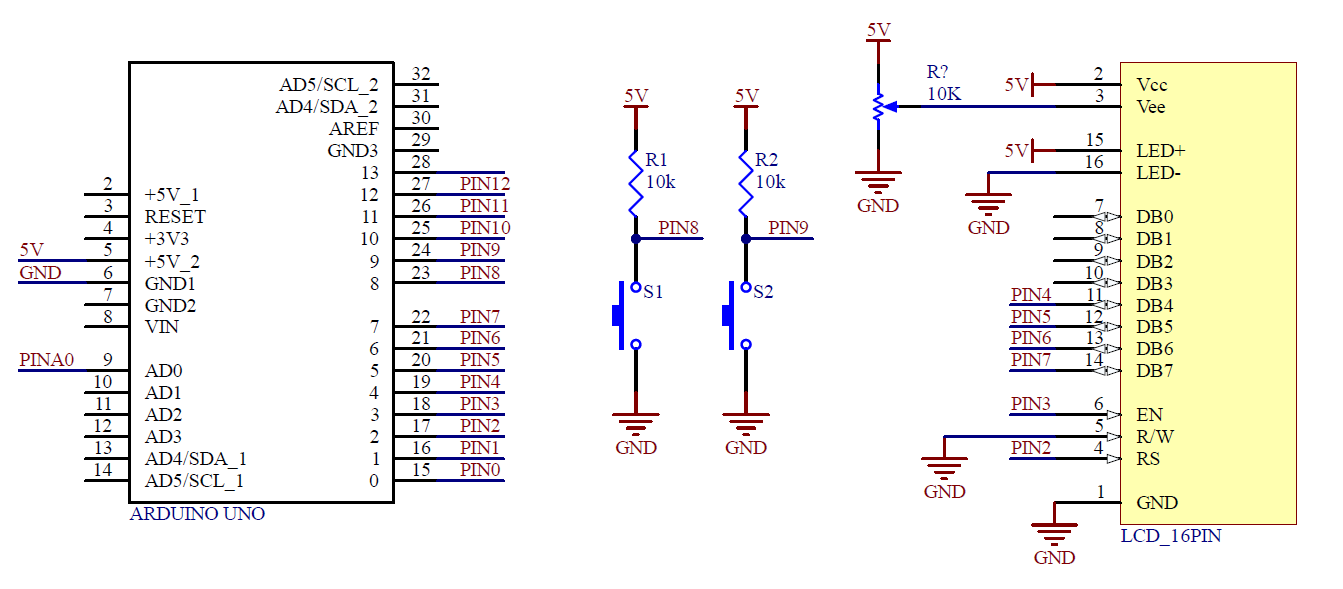 32
AD5/SCL_2
31
AD4/SDA_2
30
AREF
29
GND3
28
13
2
+5V_1
12
27
PIN12
3
RESET
11
26
PIN11
4
+3V3
10
25
PIN10
5V
5
+5V_2
9
24
PIN9
GND
6
GND1
8
23
PIN8
7
GND2
8
VIN
7
22
PIN7
6
21
PIN6
PINA0
9
AD0
5
20
PIN5
10
AD1
4
19
PIN4
11
AD2
3
18
PIN3
12
AD3
2
17
PIN2
13
AD4/SDA_1
1
16
PIN1
14
AD5/SCL_1
0
15
PIN0
ARDUINO UNO
5V
R1
10k
PIN8
S1
GND
5V
R2
10k
PIN9
S2
GND
5V
R?
10K
GND
5V
2
Vcc
3
Vee
5V
15
LED+
16
LED-
GND
7
DB0
8
DB1
9
DB2
10
DB3
PIN4
11
DB4
PIN5
12
DB5
PIN6
13
DB6
PIN7
14
DB7
PIN3
6
EN
5
R/W
PIN2
4
RS
GND
1
GND
GND
LCD_16PIN